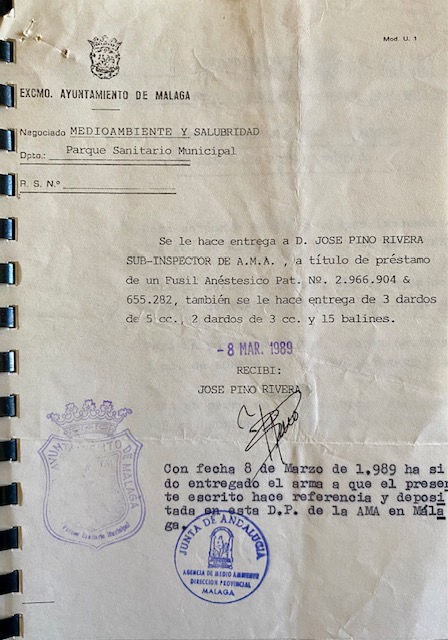 Mod. U. 1
EXCMO. AYUNTAMIENTO DE MALAGA
Negociado MEDIOAMBIENTE Y SALUBRIDAD
Dpto.: Parque Sanitario Municipal
R. S. N.º
Se le hace entrega a D. JOSE PINO RIVERA
SUB-INSPECTOR DE A.M.A. , a título de préstamo
de un Fusil Anéstesico Pat. Nº. 2.966.904 &
655.282, también se le hace entrega de 3 dardos
de 5 cc., 2 dardos de 3 cc. y 15 balines.
- 8 MAR. 1989
RECIBI:
JOSE PINO RIVERA
AYUNTAMIENTO DE MALAGA
Parque Sanitario Municipal
Con fecha 8 de Marzo de 1.989 ha si
do entregado el arma a que el presen
te escrito hace referencia y deposi
tada en esta D.P. de la AMA en Mála
ga.
JUNTA DE ANDALUCIA
AGENCIA DE MEDIO AMBIENTE
DIRECCION PROVINCIAL
MALAGA